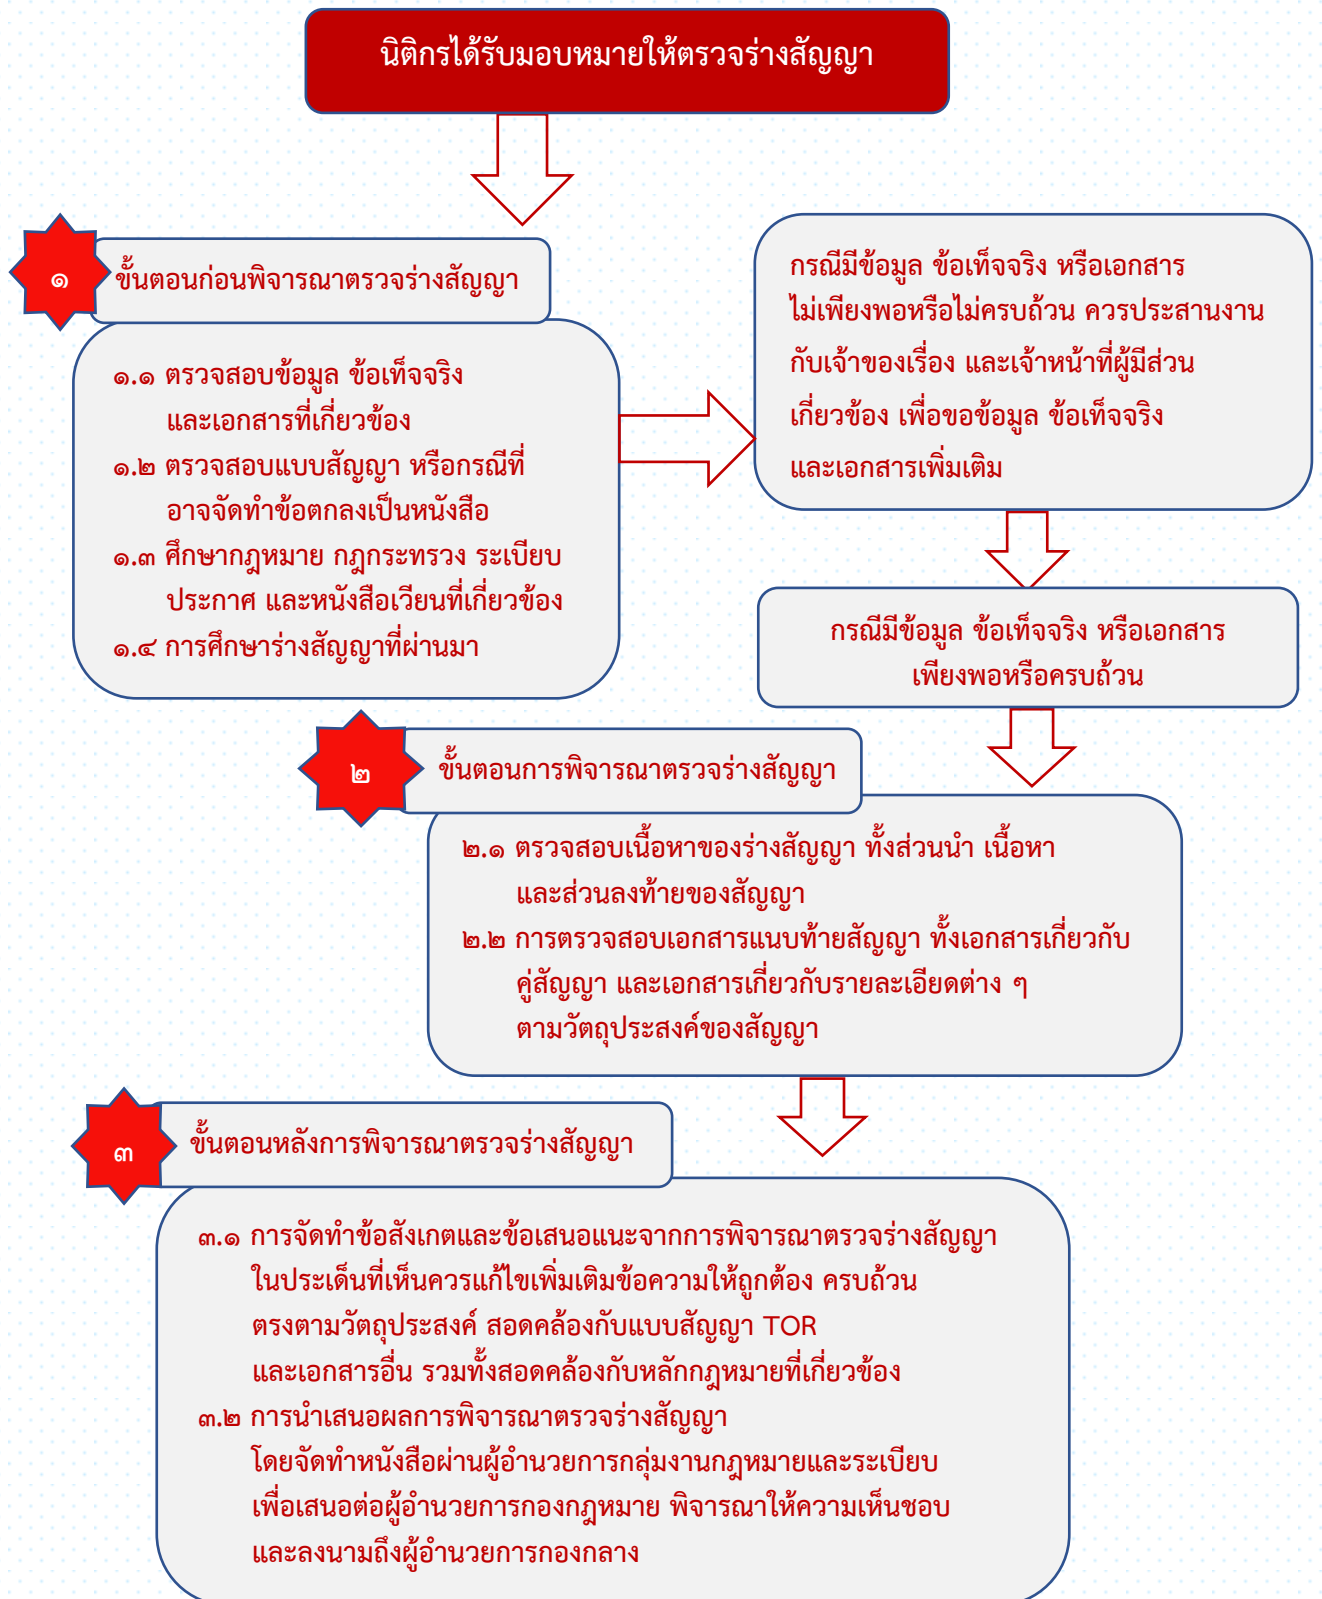 นิติกรได้รับมอบหมายให้ตรวจร่างสัญญา
๑
ขั้นตอนก่อนพิจารณาตรวจร่างสัญญา
๑.๑ ตรวจสอบข้อมูล ข้อเท็จจริง
และเอกสารที่เกี่ยวข้อง
๑.๒ ตรวจสอบแบบสัญญา หรือกรณีที่
อาจจัดทำข้อตกลงเป็นหนังสือ
๑.๓ ศึกษากฎหมาย กฎกระทรวง ระเบียบ
ประกาศ และหนังสือเวียนที่เกี่ยวข้อง
๑.๔ การศึกษาร่างสัญญาที่ผ่านมา
กรณีมีข้อมูล ข้อเท็จจริง หรือเอกสาร
ไม่เพียงพอหรือไม่ครบถ้วน ควรประสานงาน
กับเจ้าของเรื่อง และเจ้าหน้าที่ผู้มีส่วน
เกี่ยวข้อง เพื่อขอข้อมูล ข้อเท็จจริง
และเอกสารเพิ่มเติม
กรณีมีข้อมูล ข้อเท็จจริง หรือเอกสาร
เพียงพอหรือครบถ้วน
๒
ขั้นตอนการพิจารณาตรวจร่างสัญญา
๒.๑ ตรวจสอบเนื้อหาของร่างสัญญา ทั้งส่วนนำ เนื้อหา
และส่วนลงท้ายของสัญญา
๒.๒ การตรวจสอบเอกสารแนบท้ายสัญญา ทั้งเอกสารเกี่ยวกับ
คู่สัญญา และเอกสารเกี่ยวกับรายละเอียดต่าง ๆ
ตามวัตถุประสงค์ของสัญญา
๓
ขั้นตอนหลังการพิจารณาตรวจร่างสัญญา
๓.๑ การจัดทำข้อสังเกตและข้อเสนอแนะจากการพิจารณาตรวจร่างสัญญา
ในประเด็นที่เห็นควรแก้ไขเพิ่มเติมข้อความให้ถูกต้อง ครบถ้วน
ตรงตามวัตถุประสงค์ สอดคล้องกับแบบสัญญา TOR
และเอกสารอื่น รวมทั้งสอดคล้องกับหลักกฎหมายที่เกี่ยวข้อง
๓.๒ การนำเสนอผลการพิจารณาตรวจร่างสัญญา
โดยจัดทำหนังสือผ่านผู้อำนวยการกลุ่มงานกฎหมายและระเบียบ
เพื่อเสนอต่อผู้อำนวยการกองกฎหมาย พิจารณาให้ความเห็นชอบ
และลงนามถึงผู้อำนวยการกองกลาง